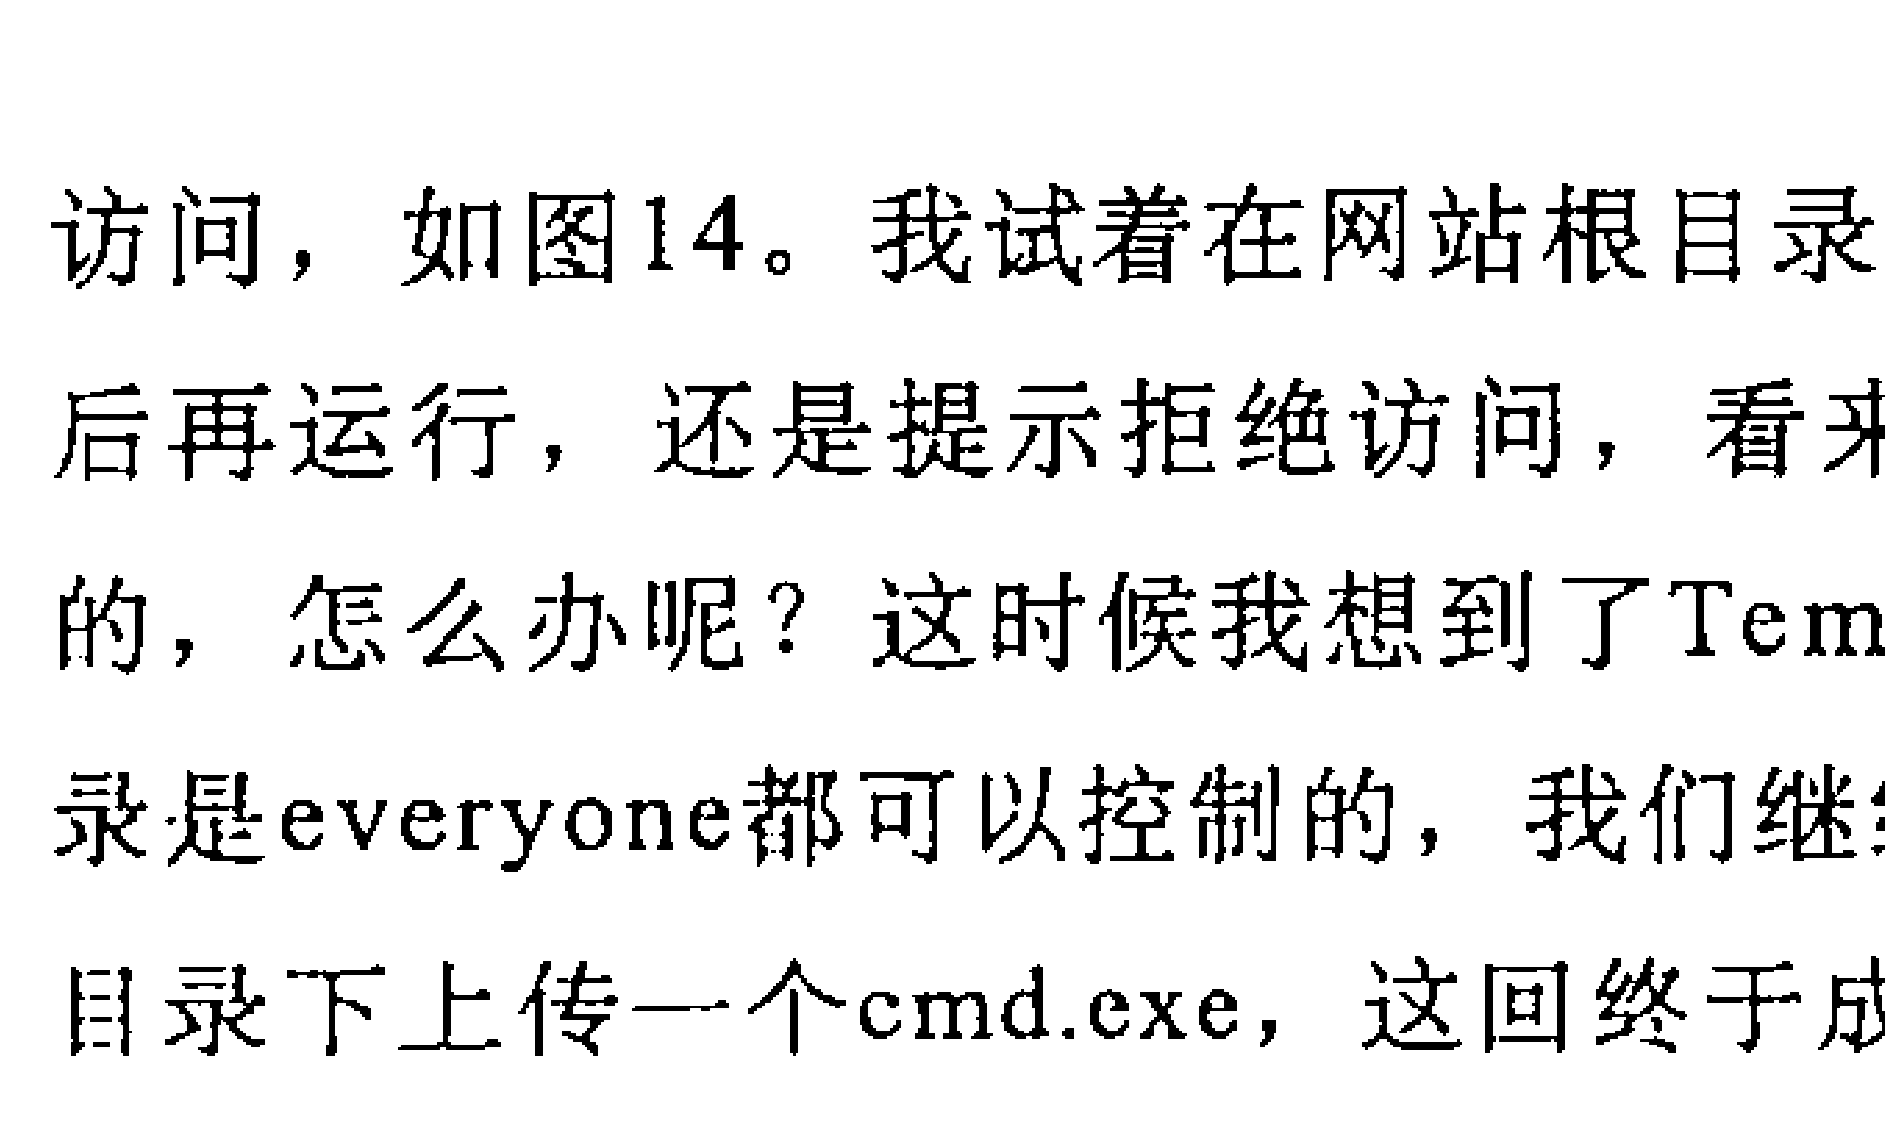 访问，如图14。我试着在网站根目录
后再运行，还是提示拒绝访问，看来
的，怎么办呢？这时候我想到了Tem
录是everyone都可以控制的，我们继
目录下上传一个cmd.exe，这回终于成